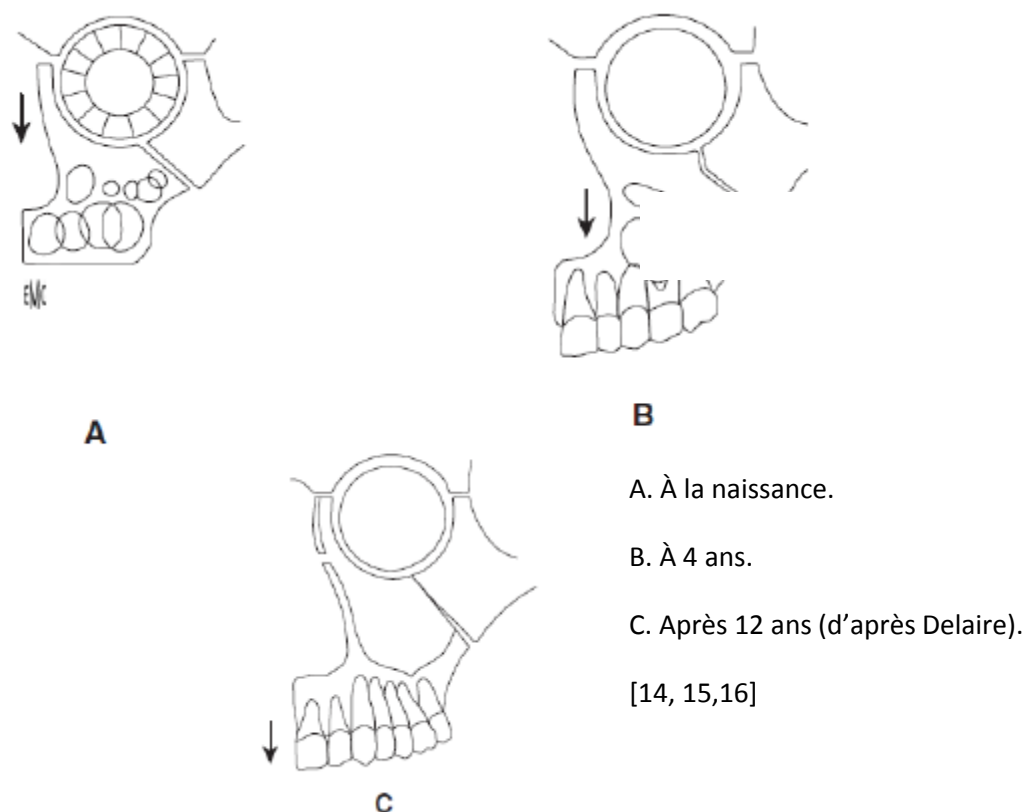 EMC
A
B
A. À la naissance.
B. À 4 ans.
C. Après 12 ans (d’après Delaire).
[14, 15,16]
C